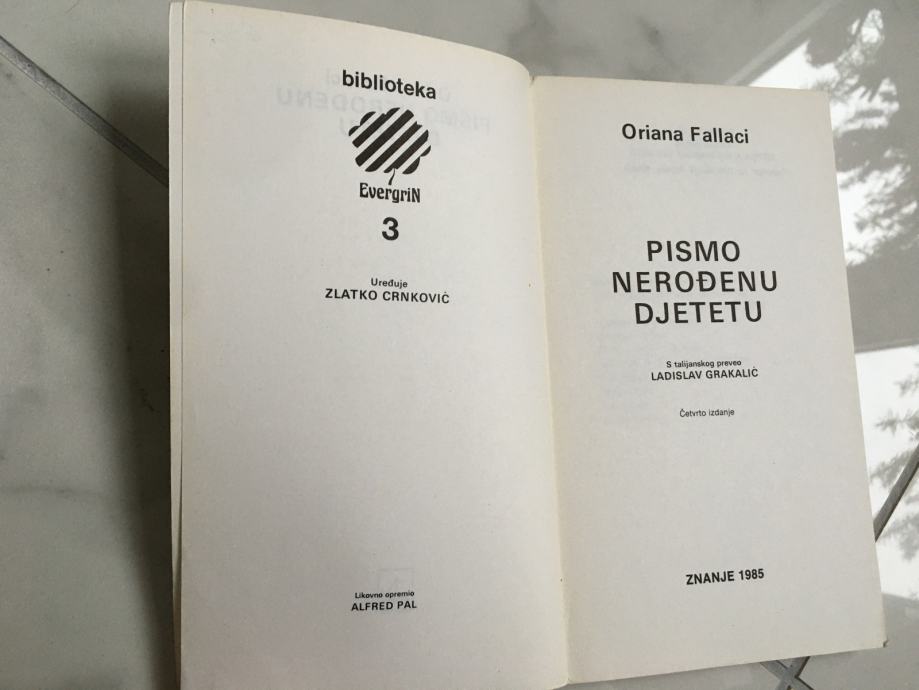 biblioteka
EvergriN
3
Uređuje
ZLATKO CRNKOVIĆ
Likovno opremio
ALFRED PAL
Oriana Fallaci
PISMO
NEROĐENU
DJETETU
S talijanskog preveo
LADISLAV GRAKALIĆ
Četvrto izdanje
ZNANJE 1985